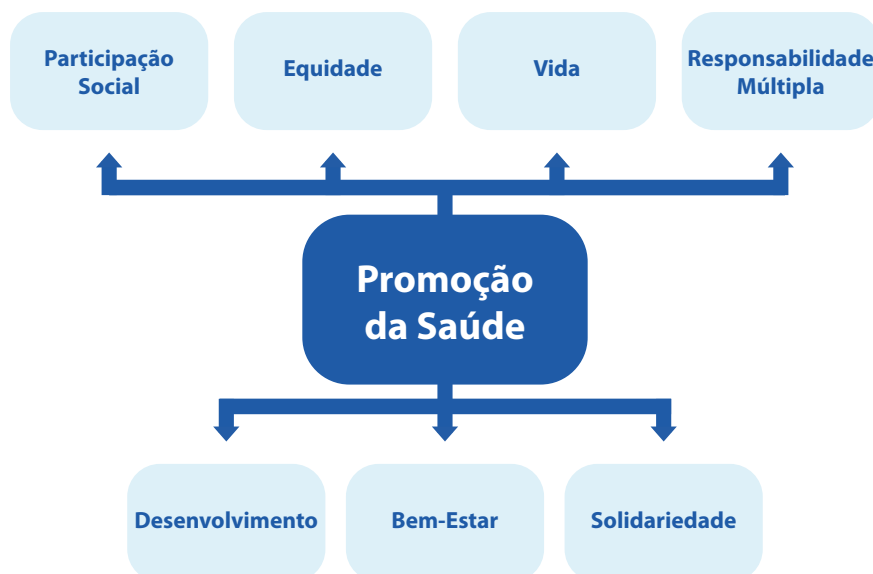 Participação
Social
Equidade
Vida
Responsabilidade
Múltipla
Promoção
da Saúde
Desenvolvimento
Bem-Estar
Solidariedade